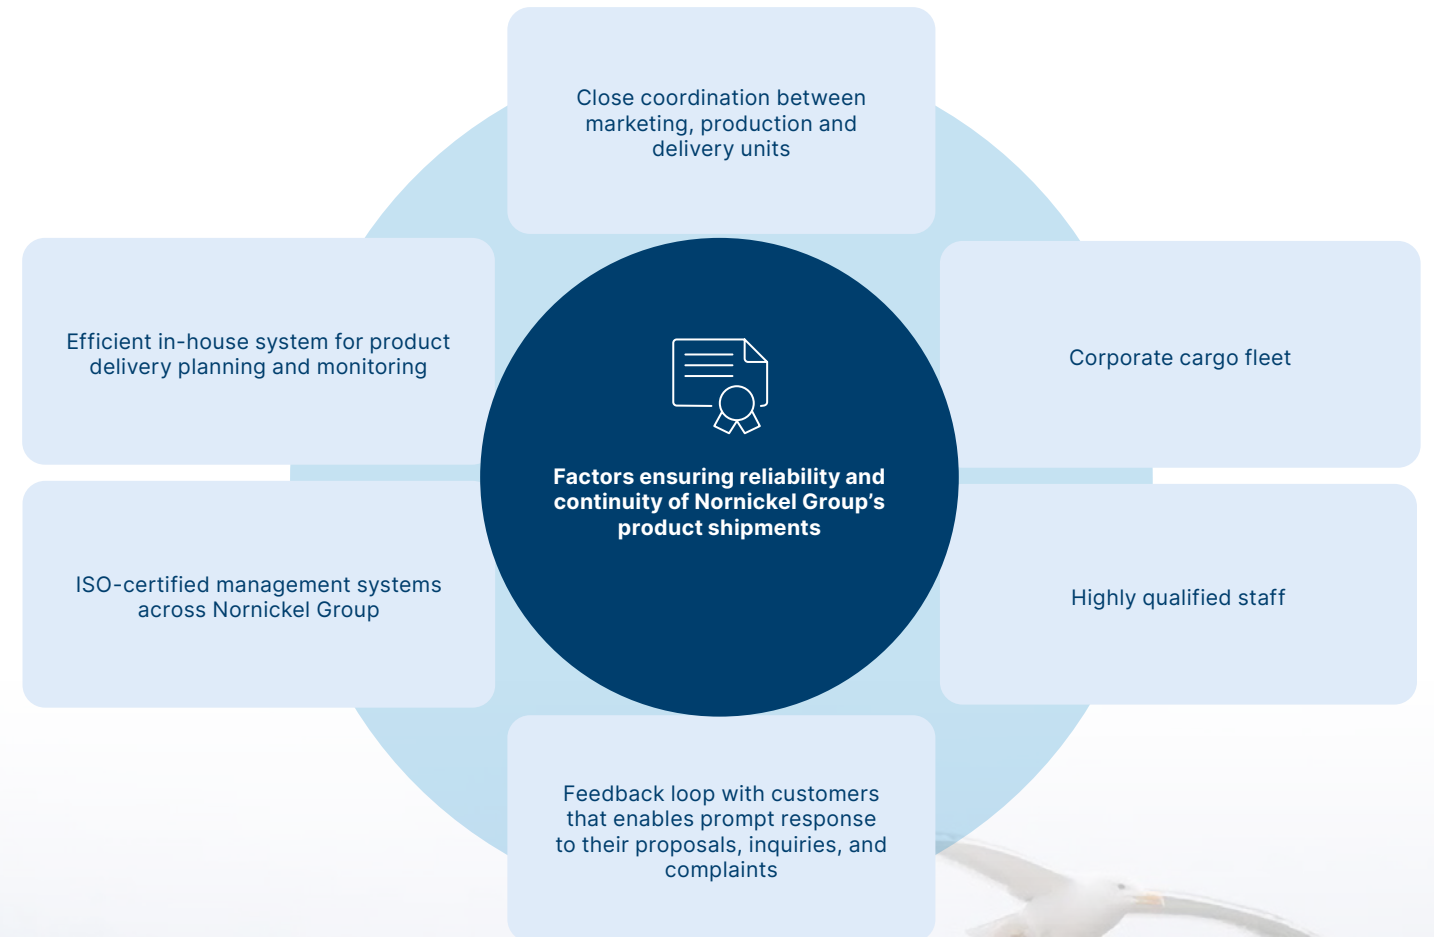 Close coordination between
marketing, production and
delivery units
Efficient in-house system for product
delivery planning and monitoring
Corporate cargo fleet
Factors ensuring reliability and
continuity of Nornickel Group’s
product shipments
ISO-certified management systems
across Nornickel Group
Highly qualified staff
Feedback loop with customers
that enables prompt response
to their proposals, inquiries, and
complaints